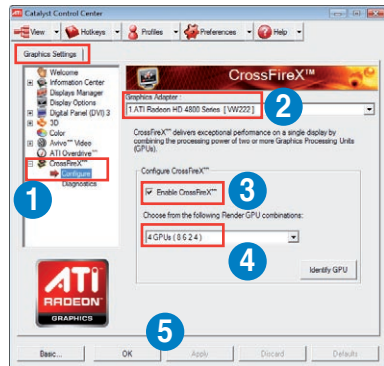 Catalyst Control Center
View Hotkeys Profiles Preferences Help
Graphics Settings
Welcome
Information Center
Displays Manager
Display Options
Digital Panel (DVI) 3
3D
Color
Avivo™ Video
ATI Overdrive™
CrossFireX™
Configure
Diagnostics
CrossFireX™
Graphics Adapter
1.ATI Radeon HD 4800 Series [ VW222 ]
CrossFireX™ delivers exceptional performance on a single display by
combining the processing power of two or more Graphics Processing Units
(GPUs).
Configure CrossFireX™
Enable CrossFireX™
Choose from the following Render GPU combinations:
4 GPUs ( 8 6 2 4 )
Identify GPU
1
2
3
4
5
ATI
RADEON
GRAPHICS
Basic... OK Apply Discard Defaults